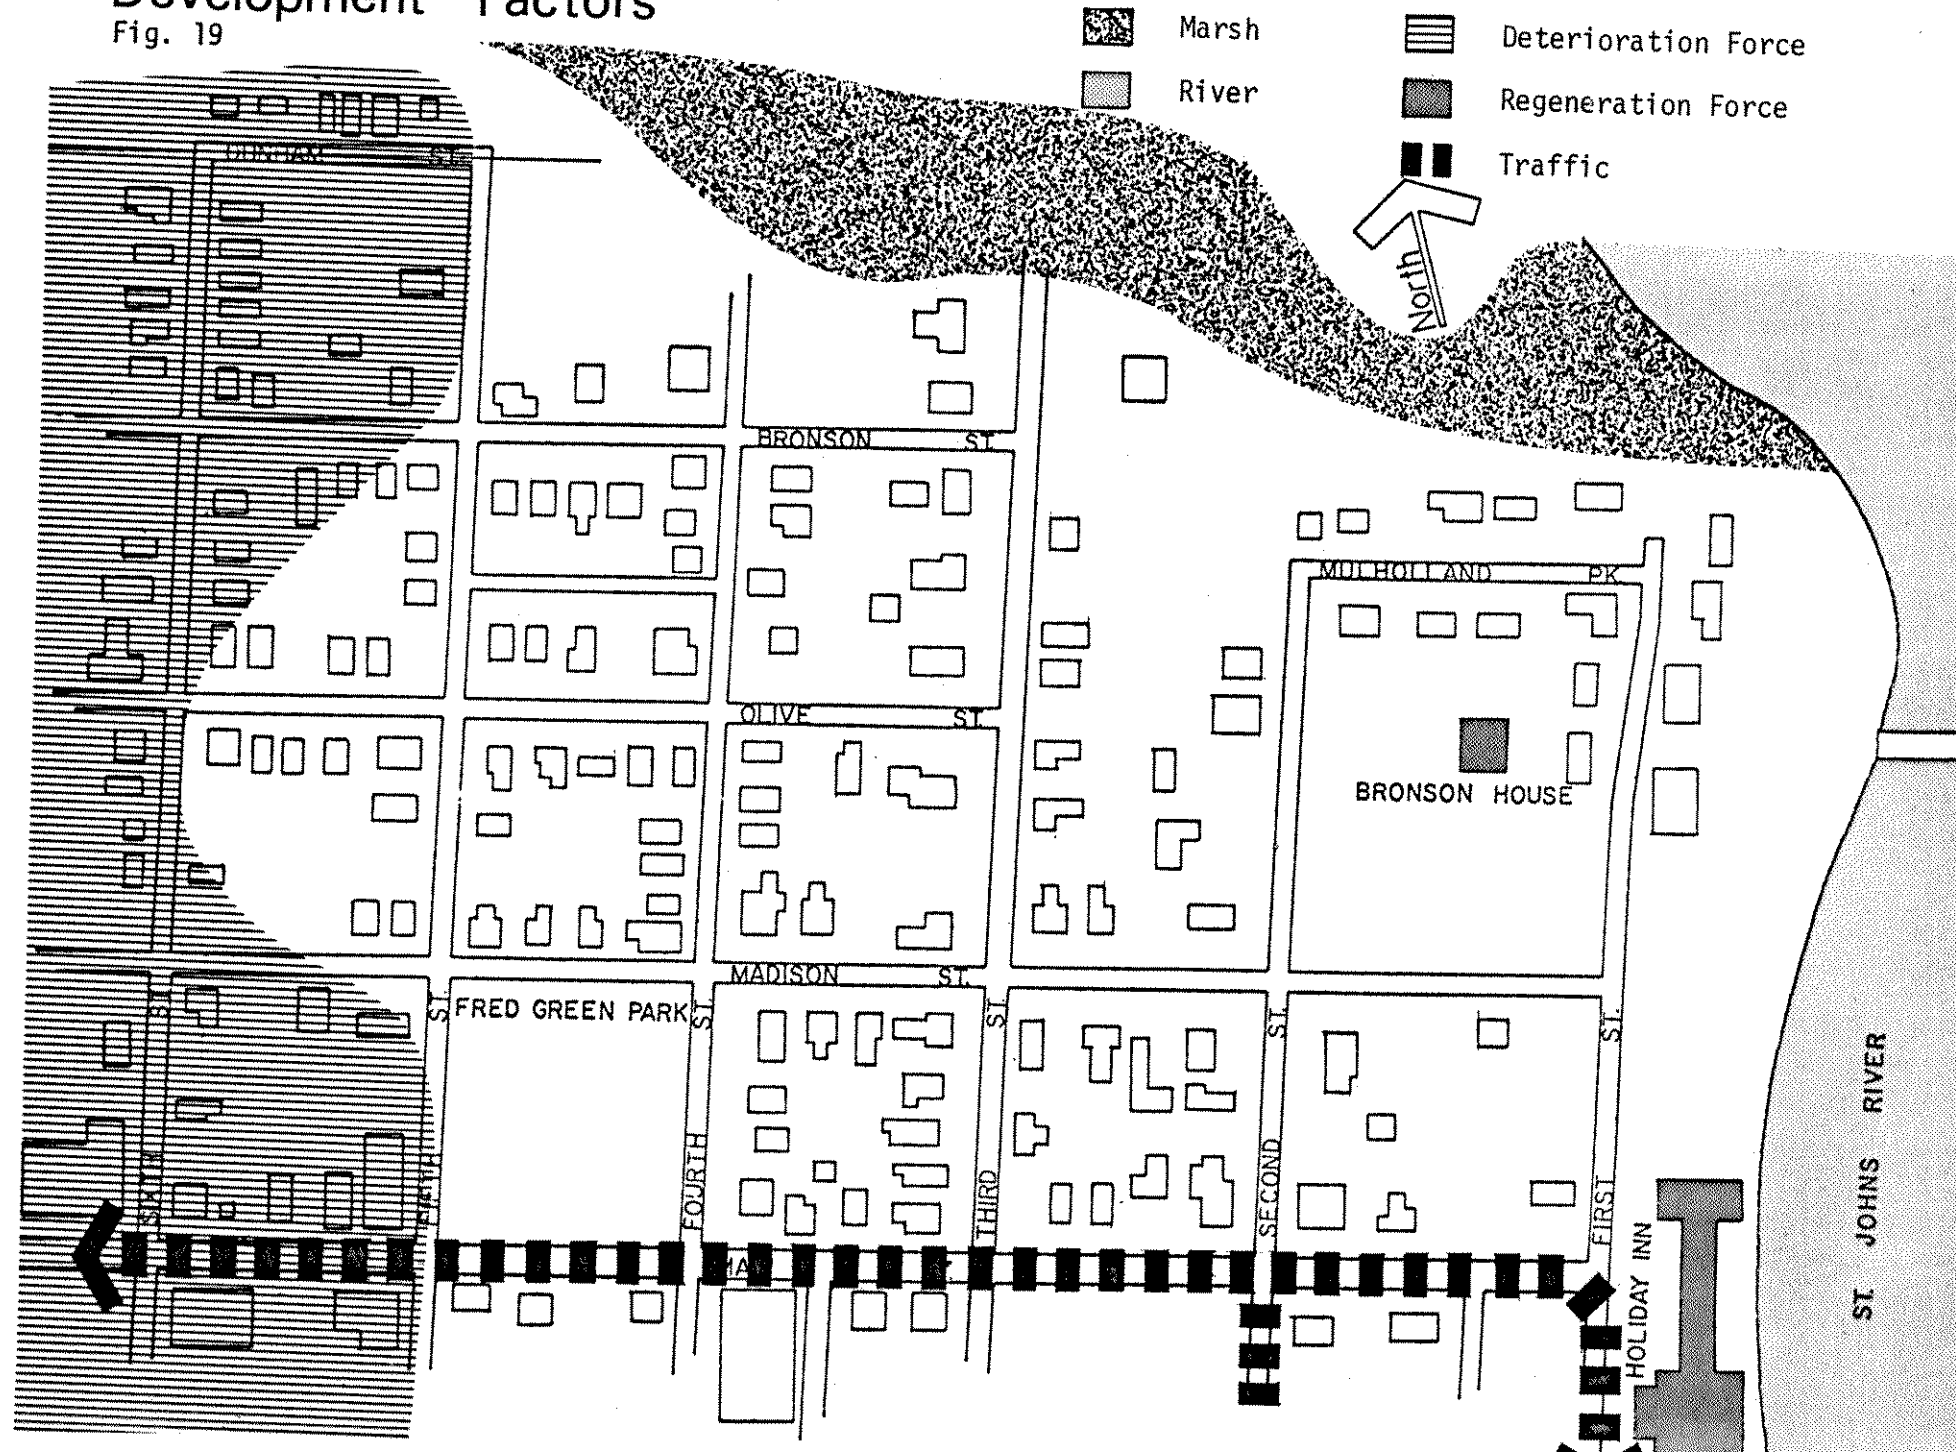 Development Factors
Fig. 19
Marsh
River
Deterioration Force
Regeneration Force
Traffic
North
DUNHAM ST.
BRONSON ST.
MULHOLLAND PK.
OLIVE ST.
BRONSON HOUSE
MADISON ST.
FRED GREEN PARK
SIXTH ST.
FIFTH ST.
FOURTH ST.
THIRD ST.
SECOND ST.
FIRST ST.
HOLIDAY INN
ST. JOHNS RIVER